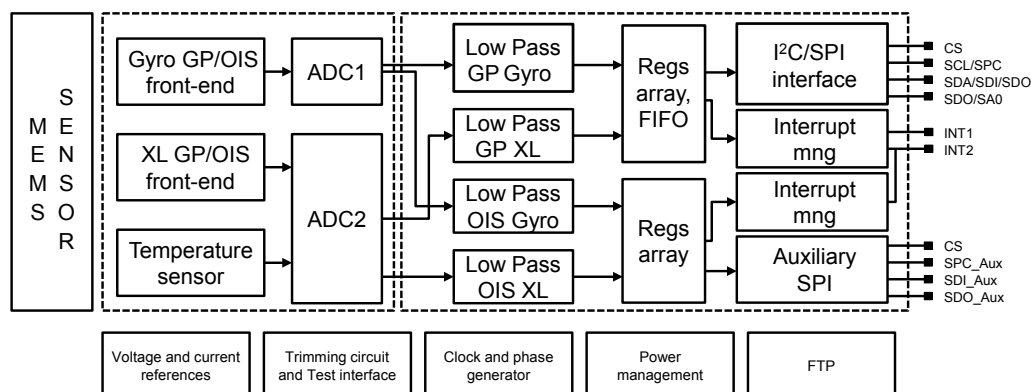 MEMS
SENSOR
Gyro GP/OIS
front-end
XL GP/OIS
front-end
Temperature
sensor
ADC1
ADC2
Low Pass
GP Gyro
Low Pass
GP XL
Low Pass
OIS Gyro
Low Pass
OIS XL
Regs
array,
FIFO
Regs
array
I²C/SPI
interface
Interrupt
mng
Interrupt
mng
Auxiliary
SPI
CS
SCL/SPC
SDA/SDI/SDO
SDO/SA0
INT1
INT2
CS
SPC_Aux
SDI_Aux
SDO_Aux
Voltage and current
references
Trimming circuit
and Test interface
Clock and phase
generator
Power
management
FTP